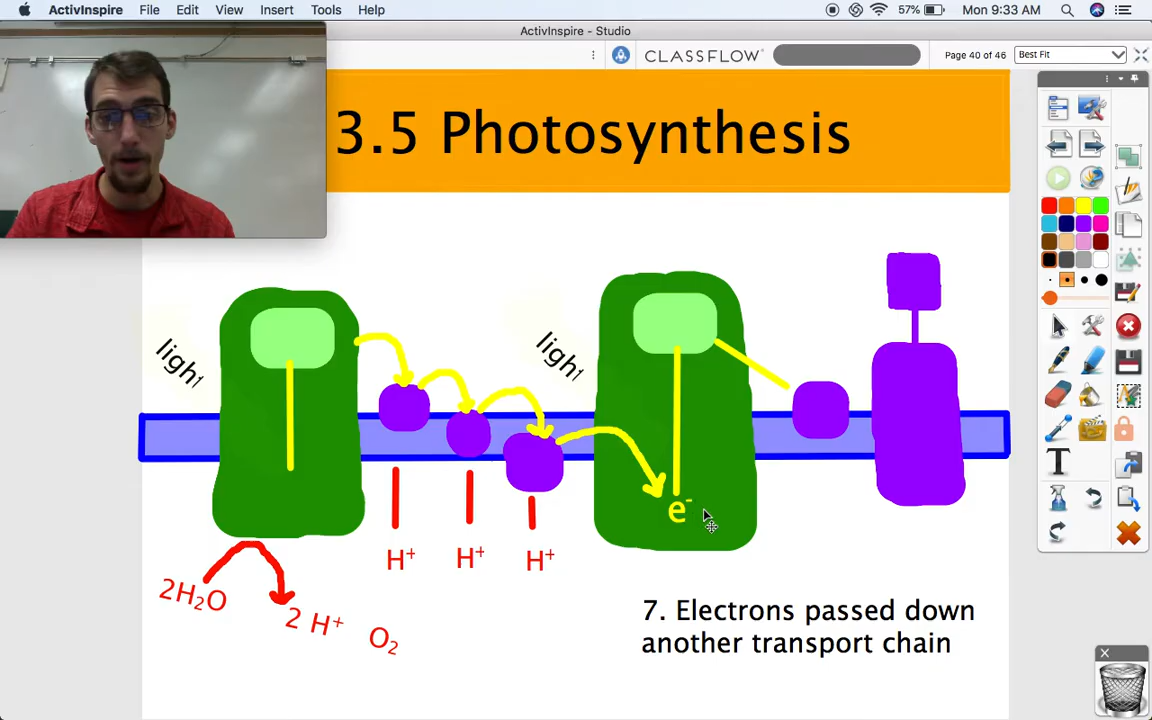 ActivInspire File Edit View Insert Tools Help 57% Mon 9:33 AM
ActivInspire - Studio
CLASSFLOW Page 40 of 46 Best Fit
3.5 Photosynthesis
light
light
e⁻
H⁺ H⁺ H⁺
2H₂O
2 H⁺ O₂
7. Electrons passed down
another transport chain
T